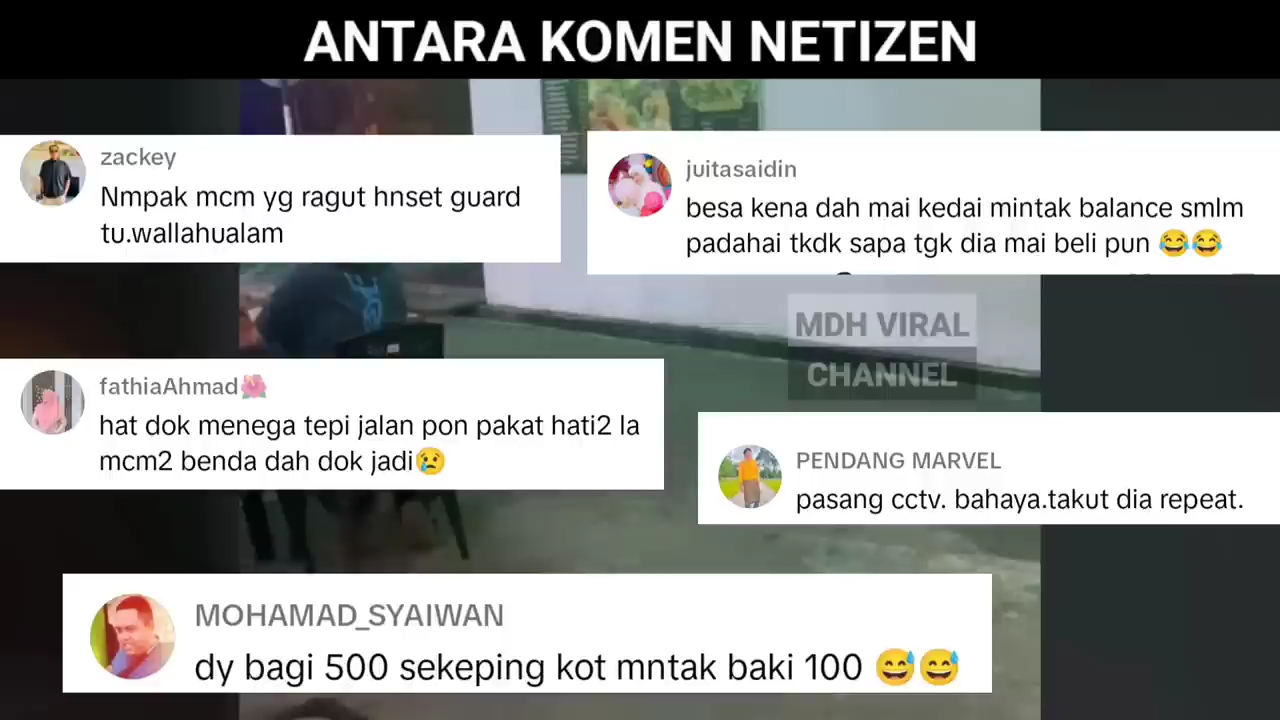 ANTARA KOMEN NETIZEN
zackey
Nmpak mcm yg ragut hnset guard
tu.wallahualam
juitasaidin
besa kena dah mai kedai mintak balance smlm
padahai tkdk sapa tgk dia mai beli pun 😂😂
MDH VIRAL
CHANNEL
fathiaAhmad🌺
hat dok menega tepi jalan pon pakat hati2 la
mcm2 benda dah dok jadi😢
PENDANG MARVEL
pasang cctv. bahaya.takut dia repeat.
MOHAMAD_SYAIWAN
dy bagi 500 sekeping kot mntak baki 100 😅😅